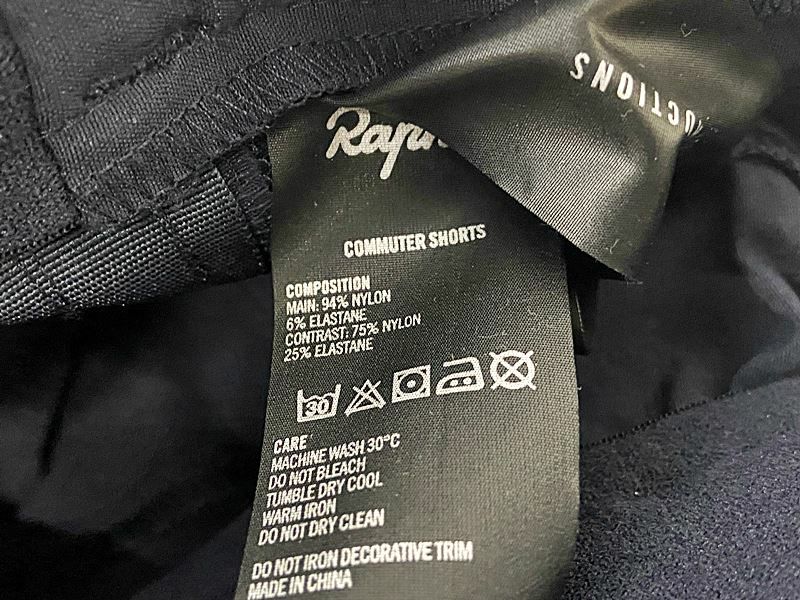 COMMUTER SHORTS
COMPOSITION
MAIN: 94% NYLON
6% ELASTANE
CONTRAST: 75% NYLON
25% ELASTANE
30
CARE
MACHINE WASH 30°C
DO NOT BLEACH
TUMBLE DRY COOL
WARM IRON
DO NOT DRY CLEAN
DO NOT IRON DECORATIVE TRIM
MADE IN CHINA